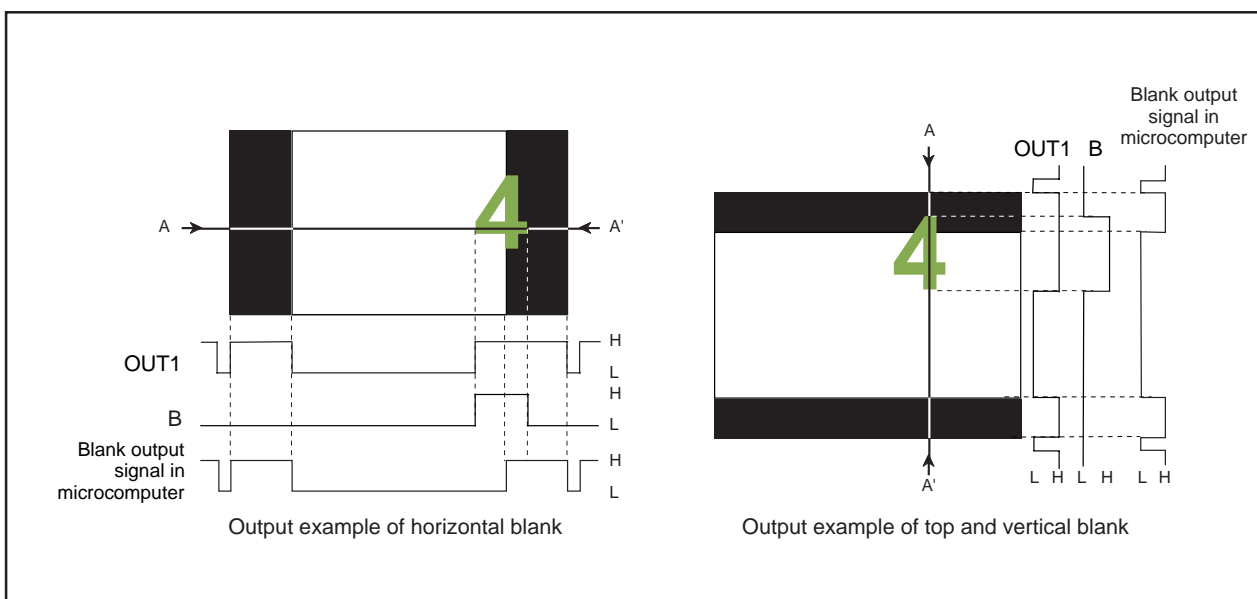 4
A
A'
OUT1
H
L
B
H
L
Blank output
signal in
microcomputer
H
L
Output example of horizontal blank
Blank output
signal in
microcomputer
A
OUT1
B
4
A'
L H L H L H
Output example of top and vertical blank